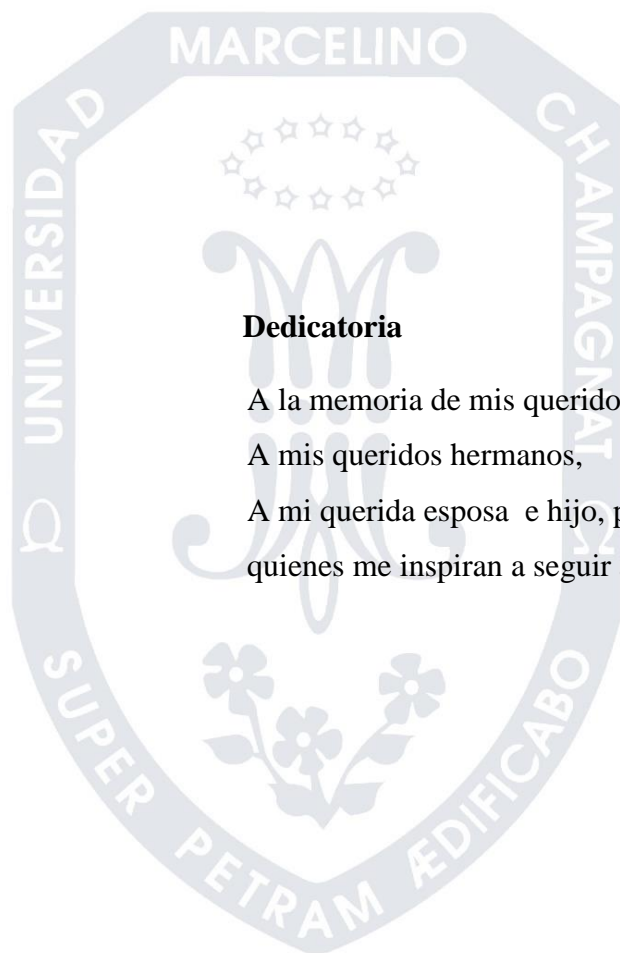 UNIVERSIDAD MARCELINO CHAMPAGNAT
Dedicatoria
A la memoria de mis querido
A mis queridos hermanos,
A mi querida esposa e hijo, p
quienes me inspiran a seguir
Ω SUPER PETRAM ÆDIFICABO Ω